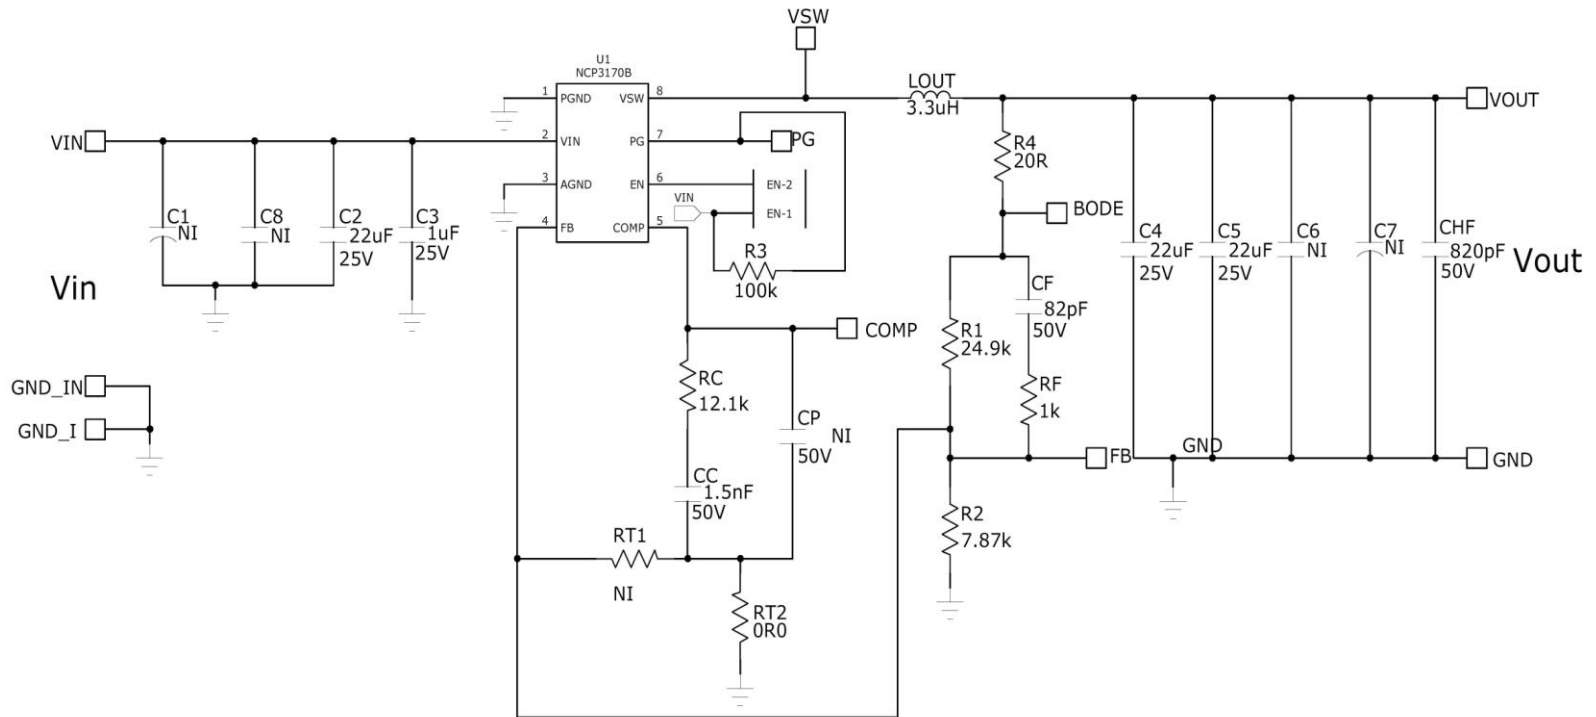 VSW
U1
NCP3170B
1 PGND VSW 8
2 VIN PG 7
3 AGND EN 6
4 FB COMP 5
VIN
PG
EN-2
VIN
EN-1
R3
100k
LOUT
3.3uH
VOUT
R4
20R
BODE
C1
NI
C8
NI
C2
22uF
25V
C3
1uF
25V
Vin
GND_IN
GND_I
COMP
RC
12.1k
CP
NI
50V
CC
1.5nF
50V
RT1
NI
RT2
0R0
CF
82pF
50V
R1
24.9k
RF
1k
FB
R2
7.87k
C4
22uF
25V
C5
22uF
25V
C6
NI
C7
NI
CHF
820pF
50V
Vout
GND
GND